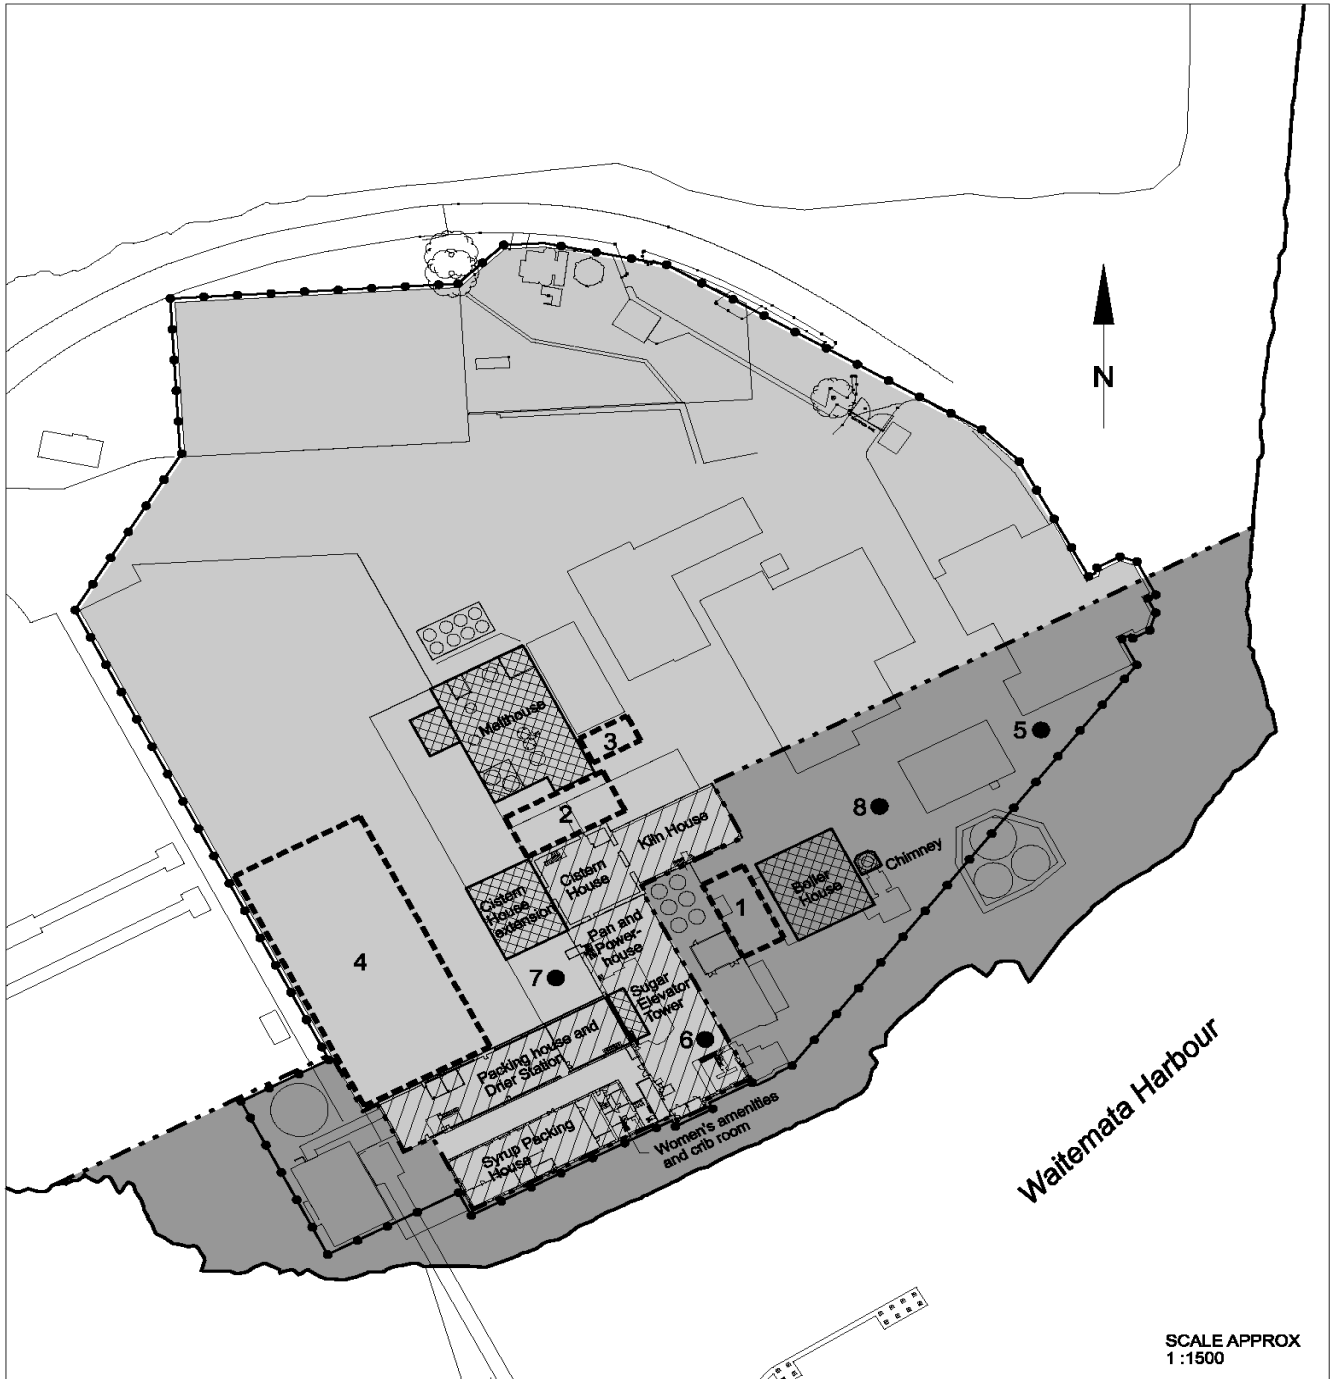 N
Melthouse
3
2
5
8
Kiln House
Chimney
Cistern
House
Boiler
House
1
Cistern
House
extension
Pan and
Power-
house
4
7
Sugar
Elevator
Tower
6
Packing house and
Drier Station
Syrup Packing
House
Women's amenities
and crib room
Waitemata Harbour
SCALE APPROX
1 :1500